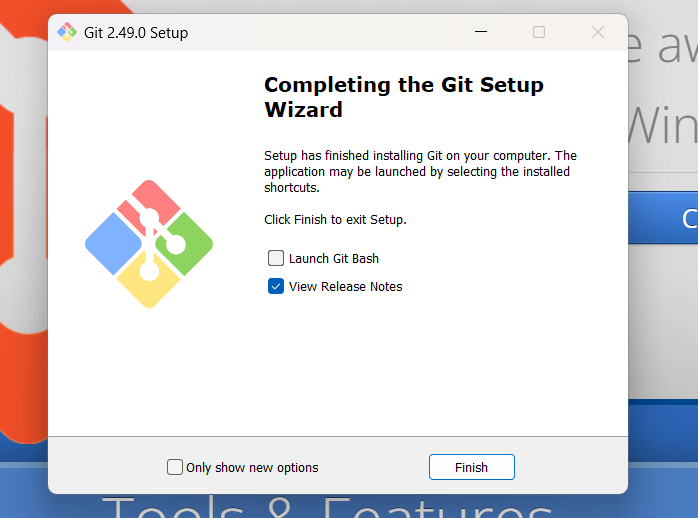 Git 2.49.0 Setup
Completing the Git Setup
Wizard
Setup has finished installing Git on your computer. The
application may be launched by selecting the installed
shortcuts.
Click Finish to exit Setup.
Launch Git Bash
View Release Notes
Only show new options
Finish
Tools & Features